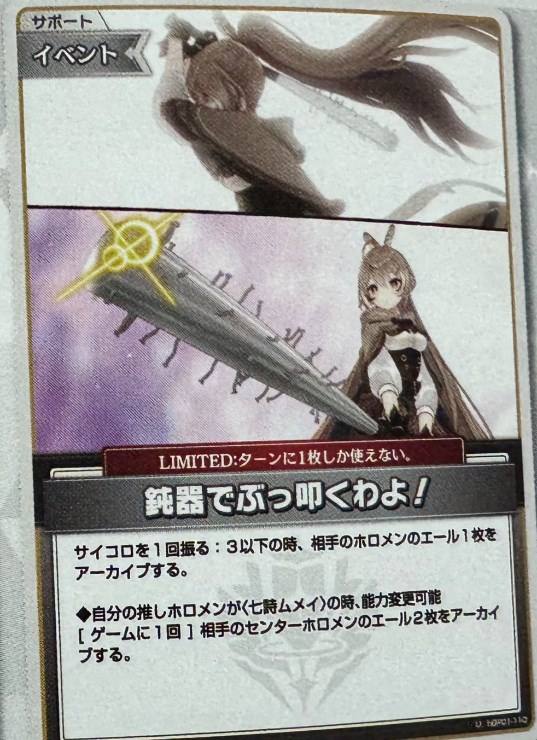 サポート
イベント
LIMITED:ターンに1枚しか使えない。
鈍器でぶっ叩くわよ!
サイコロを1回振る:3以下の時、相手のホロメンのエール1枚を
アーカイブする。
◆自分の推しホロメンが〈七詩ムメイ〉の時、能力変更可能
[ ゲームに1回 ] 相手のセンターホロメンのエール2枚をアーカイ
ブする。